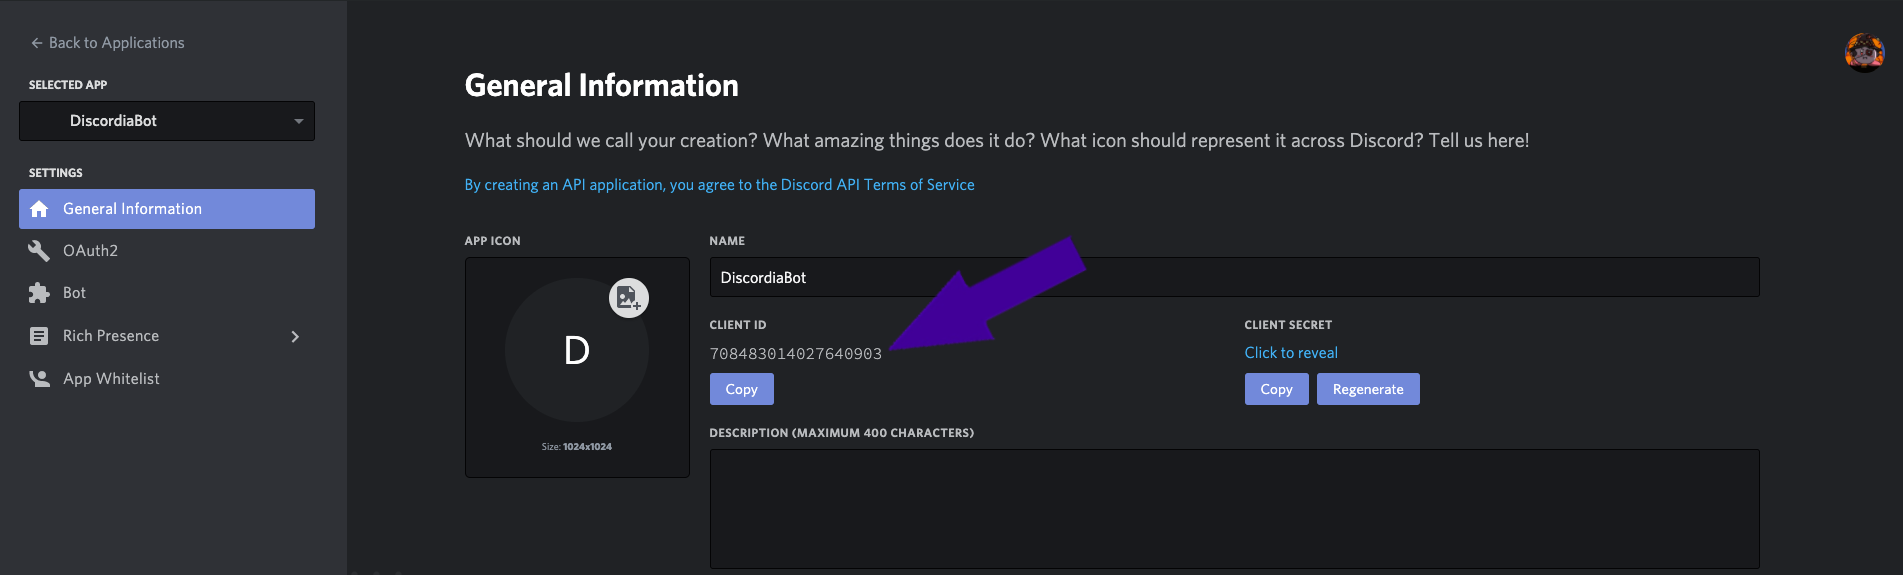 Back to Applications
SELECTED APP
DiscordiaBot
SETTINGS
General Information
OAuth2
Bot
Rich Presence
App Whitelist
General Information
What should we call your creation? What amazing things does it do? What icon should represent it across Discord? Tell us here!
By creating an API application, you agree to the Discord API Terms of Service
APP ICON
D
Size: 1024x1024
NAME
DiscordiaBot
CLIENT ID
708483014027640903
Copy
CLIENT SECRET
Click to reveal
Copy Regenerate
DESCRIPTION (MAXIMUM 400 CHARACTERS)